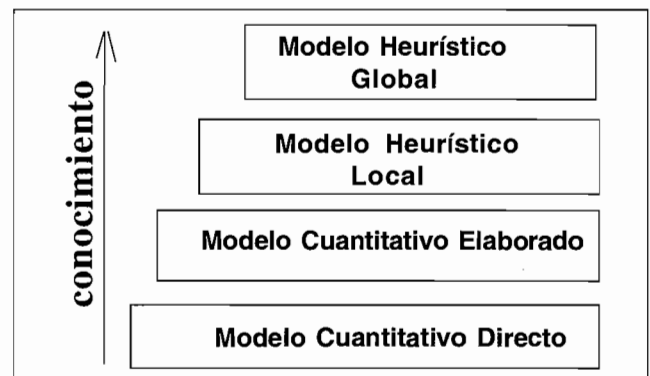 conocimiento
Modelo Heurístico
Global
Modelo Heurístico
Local
Modelo Cuantitativo Elaborado
Modelo Cuantitativo Directo